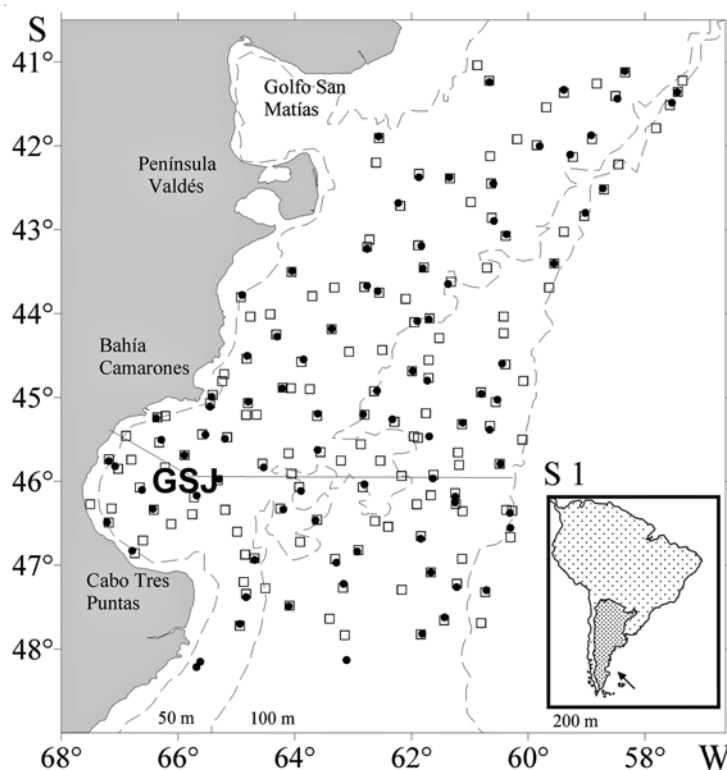 S
41°
42°
43°
44°
45°
46°
47°
48°
Golfo San
Matías
Península
Valdés
Bahía
Camarones
GSJ
Cabo Tres
Puntas
S 1
50 m
100 m
200 m
68°
66°
64°
62°
60°
58°
W